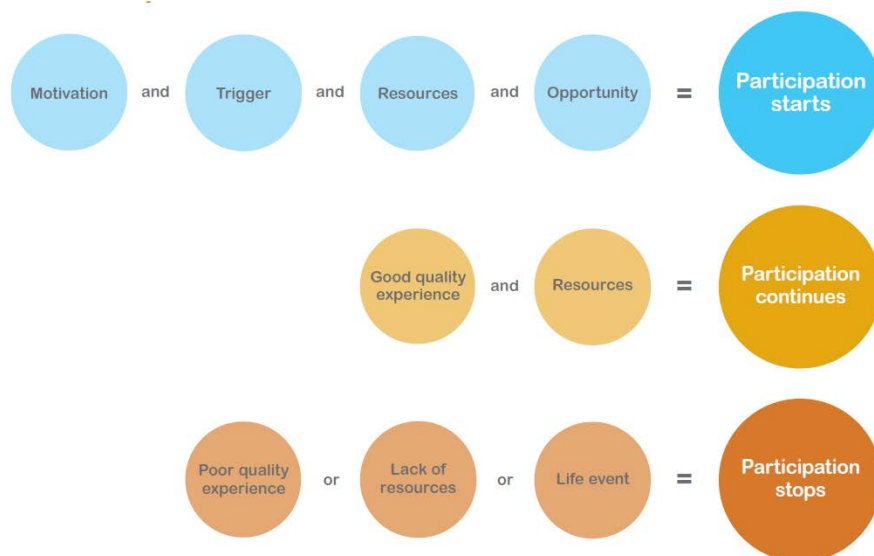 Motivation and Trigger and Resources and Opportunity = Participation starts
Good quality experience and Resources = Participation continues
Poor quality experience or Lack of resources or Life event = Participation stops